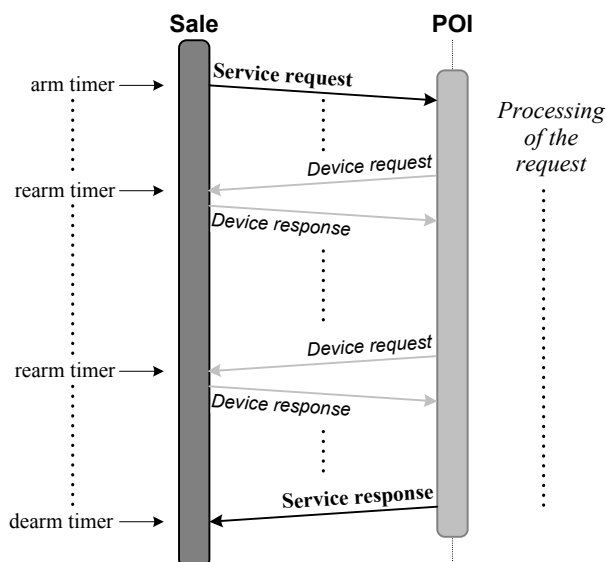 Sale
POI
arm timer
Service request
Processing
of the
request
Device request
rearm timer
Device response
Device request
rearm timer
Device response
Service response
dearm timer